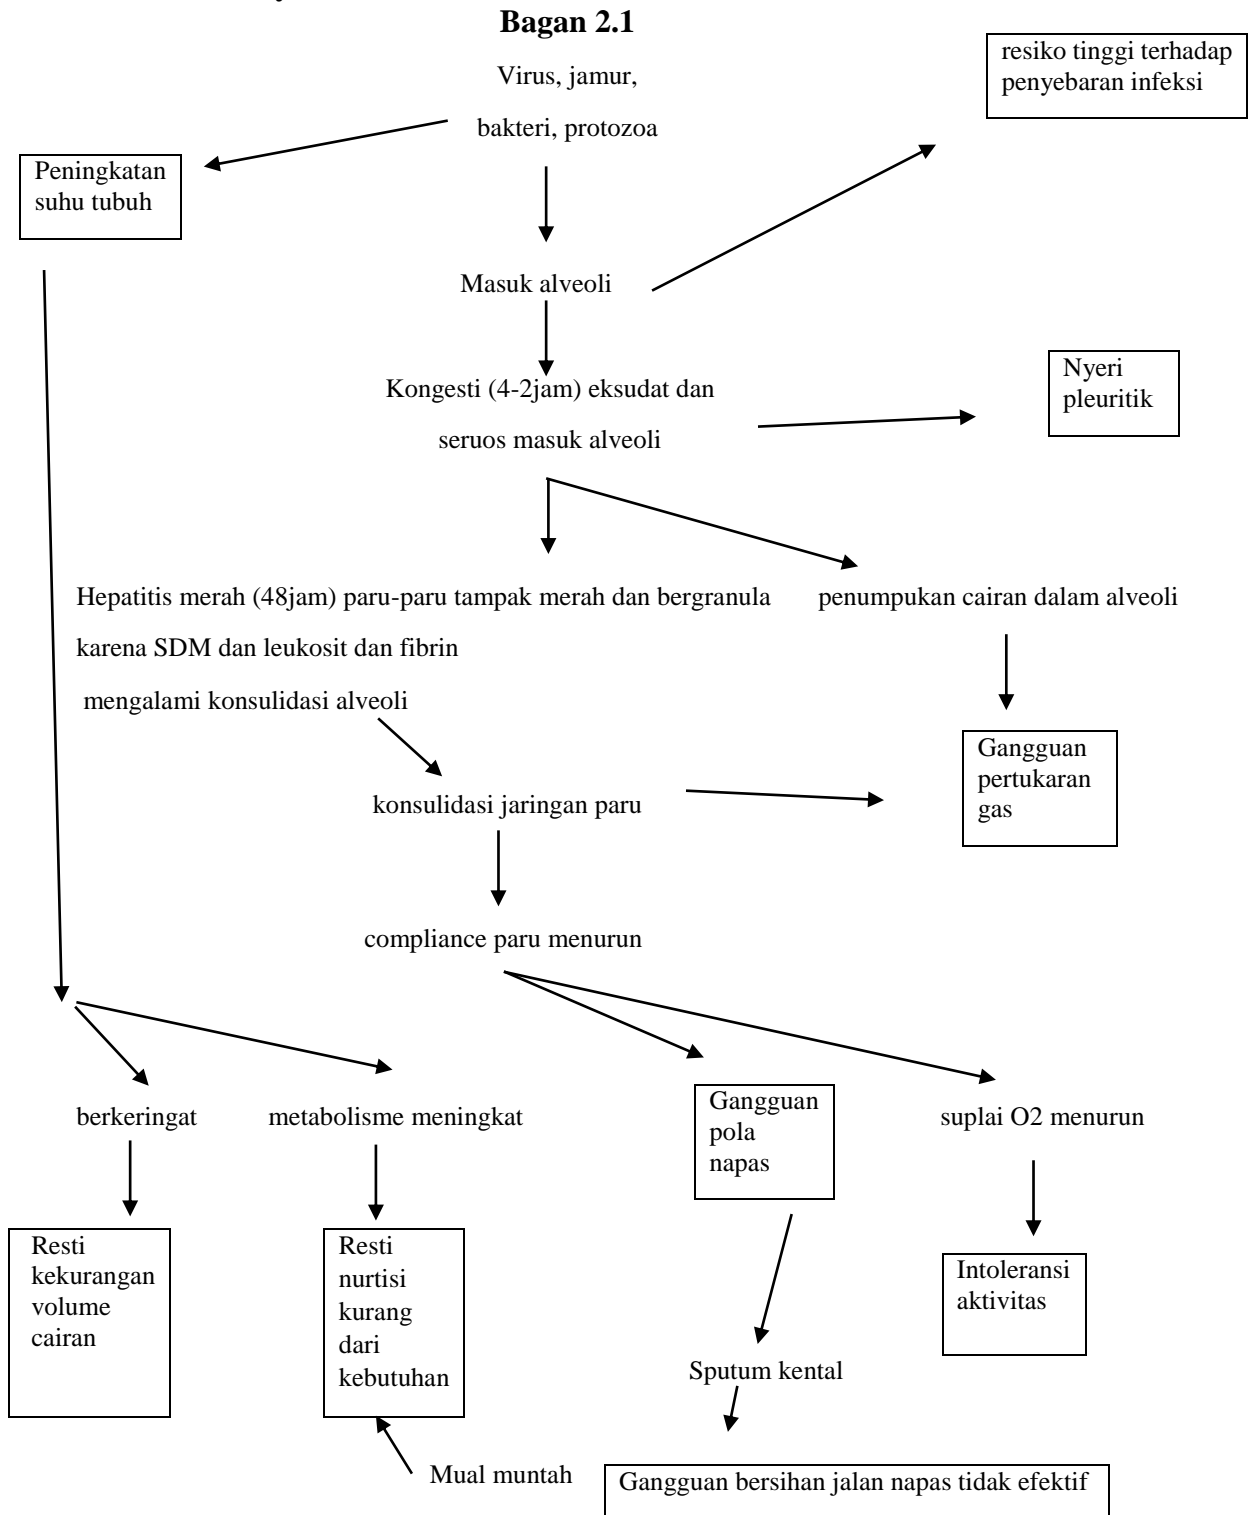 Bagan 2.1
resiko tinggi terhadap
penyebaran infeksi
Virus, jamur,
bakteri, protozoa
Peningkatan
suhu tubuh
Masuk alveoli
Kongesti (4-2jam) eksudat dan
seruos masuk alveoli
Nyeri
pleuritik
Hepatitis merah (48jam) paru-paru tampak merah dan bergranula
karena SDM dan leukosit dan fibrin
mengalami konsulidasi alveoli
penumpukan cairan dalam alveoli
Gangguan
pertukaran
gas
konsulidasi jaringan paru
compliance paru menurun
berkeringat
metabolisme meningkat
Gangguan
pola
napas
suplai O2 menurun
Resti
kekurangan
volume
cairan
Resti
nurtisi
kurang
dari
kebutuhan
Intoleransi
aktivitas
Sputum kental
Mual muntah
Gangguan bersihan jalan napas tidak efektif